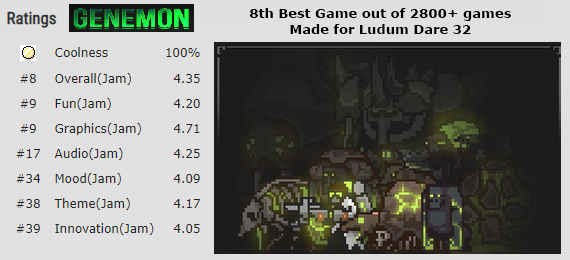 Ratings GENEMON
8th Best Game out of 2800+ games
Made for Ludum Dare 32
Coolness 100%
#8 Overall(Jam) 4.35
#9 Fun(Jam) 4.20
#9 Graphics(Jam) 4.71
#17 Audio(Jam) 4.25
#34 Mood(Jam) 4.09
#38 Theme(Jam) 4.17
#39 Innovation(Jam) 4.05